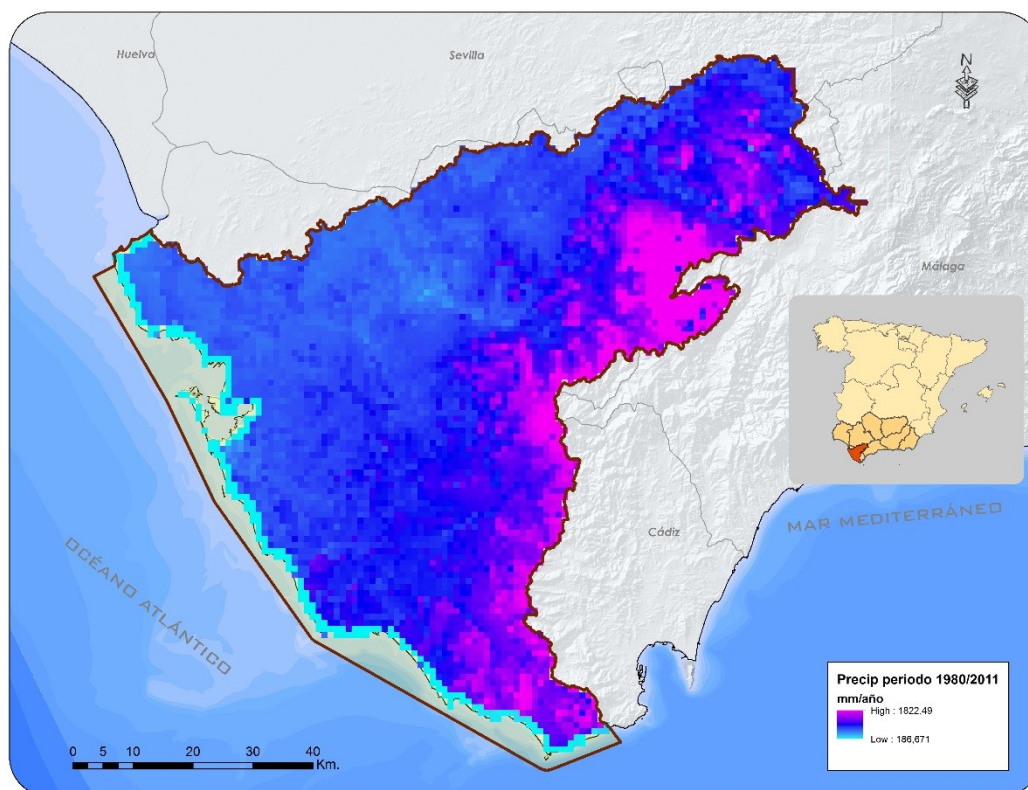 Huelva
Sevilla
N
Málaga
MAR MEDITERRÁNEO
Cádiz
OCÉANO ATLÁNTICO
Precip periodo 1980/2011
mm/año
High : 1822.49
Low : 186,671
0 5 10 20 30 40
Km.